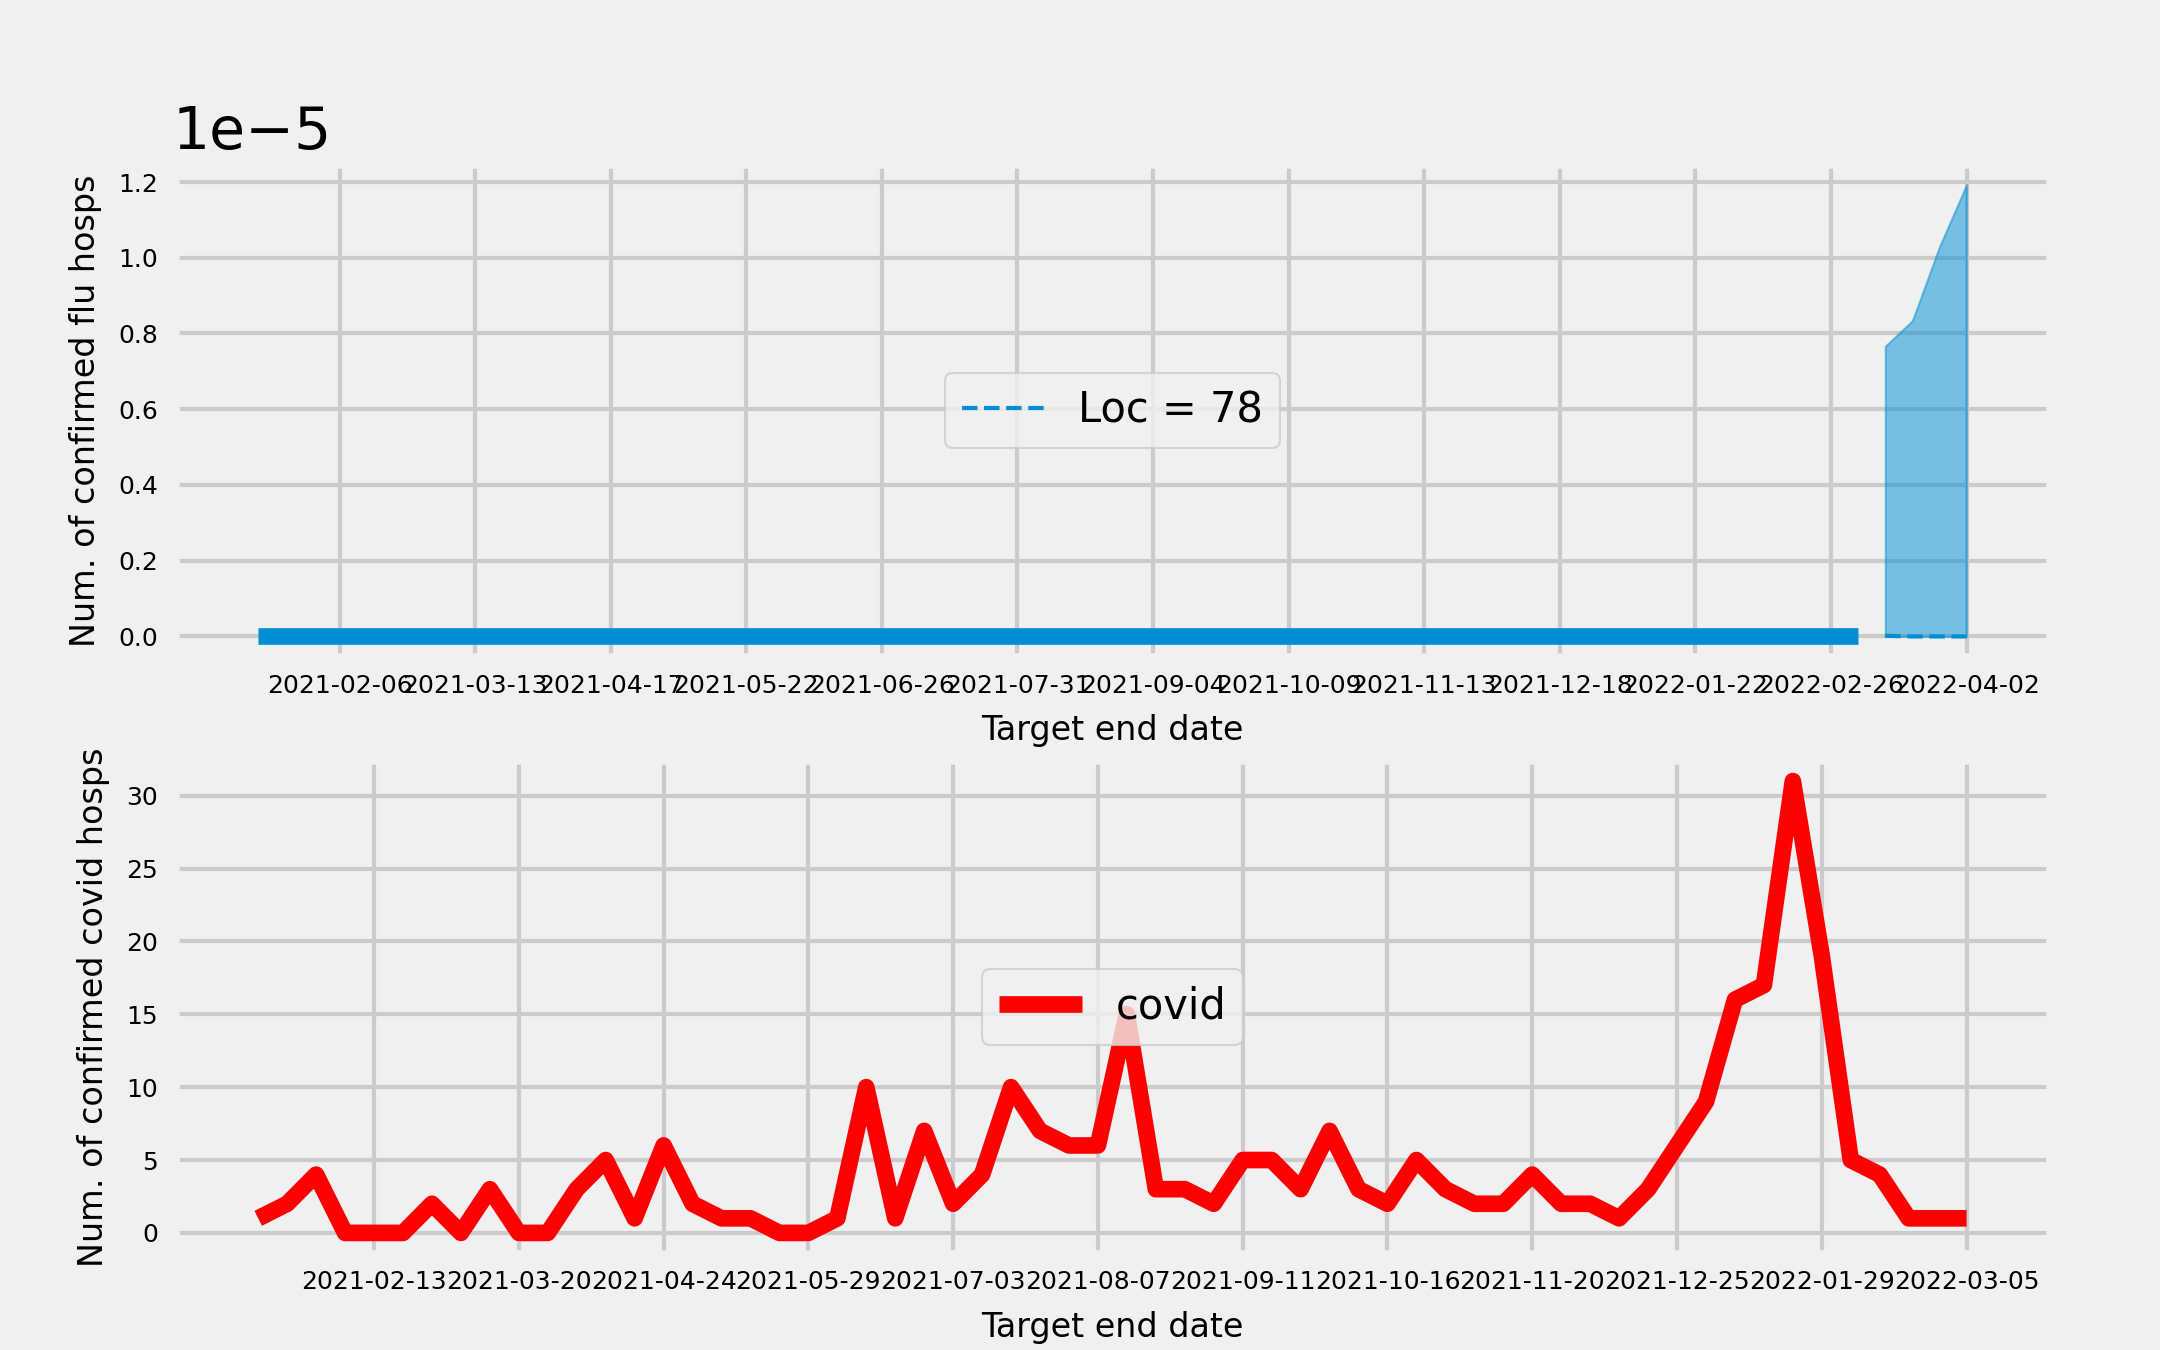 1e−5
Num. of confirmed flu hosps
1.2
1.0
0.8
0.6
0.4
0.2
0.0
Loc = 78
2021-02-06 2021-03-13 2021-04-17 2021-05-22 2021-06-26 2021-07-31 2021-09-04 2021-10-09 2021-11-13 2021-12-18 2022-01-22 2022-02-26 2022-04-02
Target end date
Num. of confirmed covid hosps
30
25
20
15
10
5
0
covid
2021-02-13 2021-03-20 2021-04-24 2021-05-29 2021-07-03 2021-08-07 2021-09-11 2021-10-16 2021-11-20 2021-12-25 2022-01-29 2022-03-05
Target end date